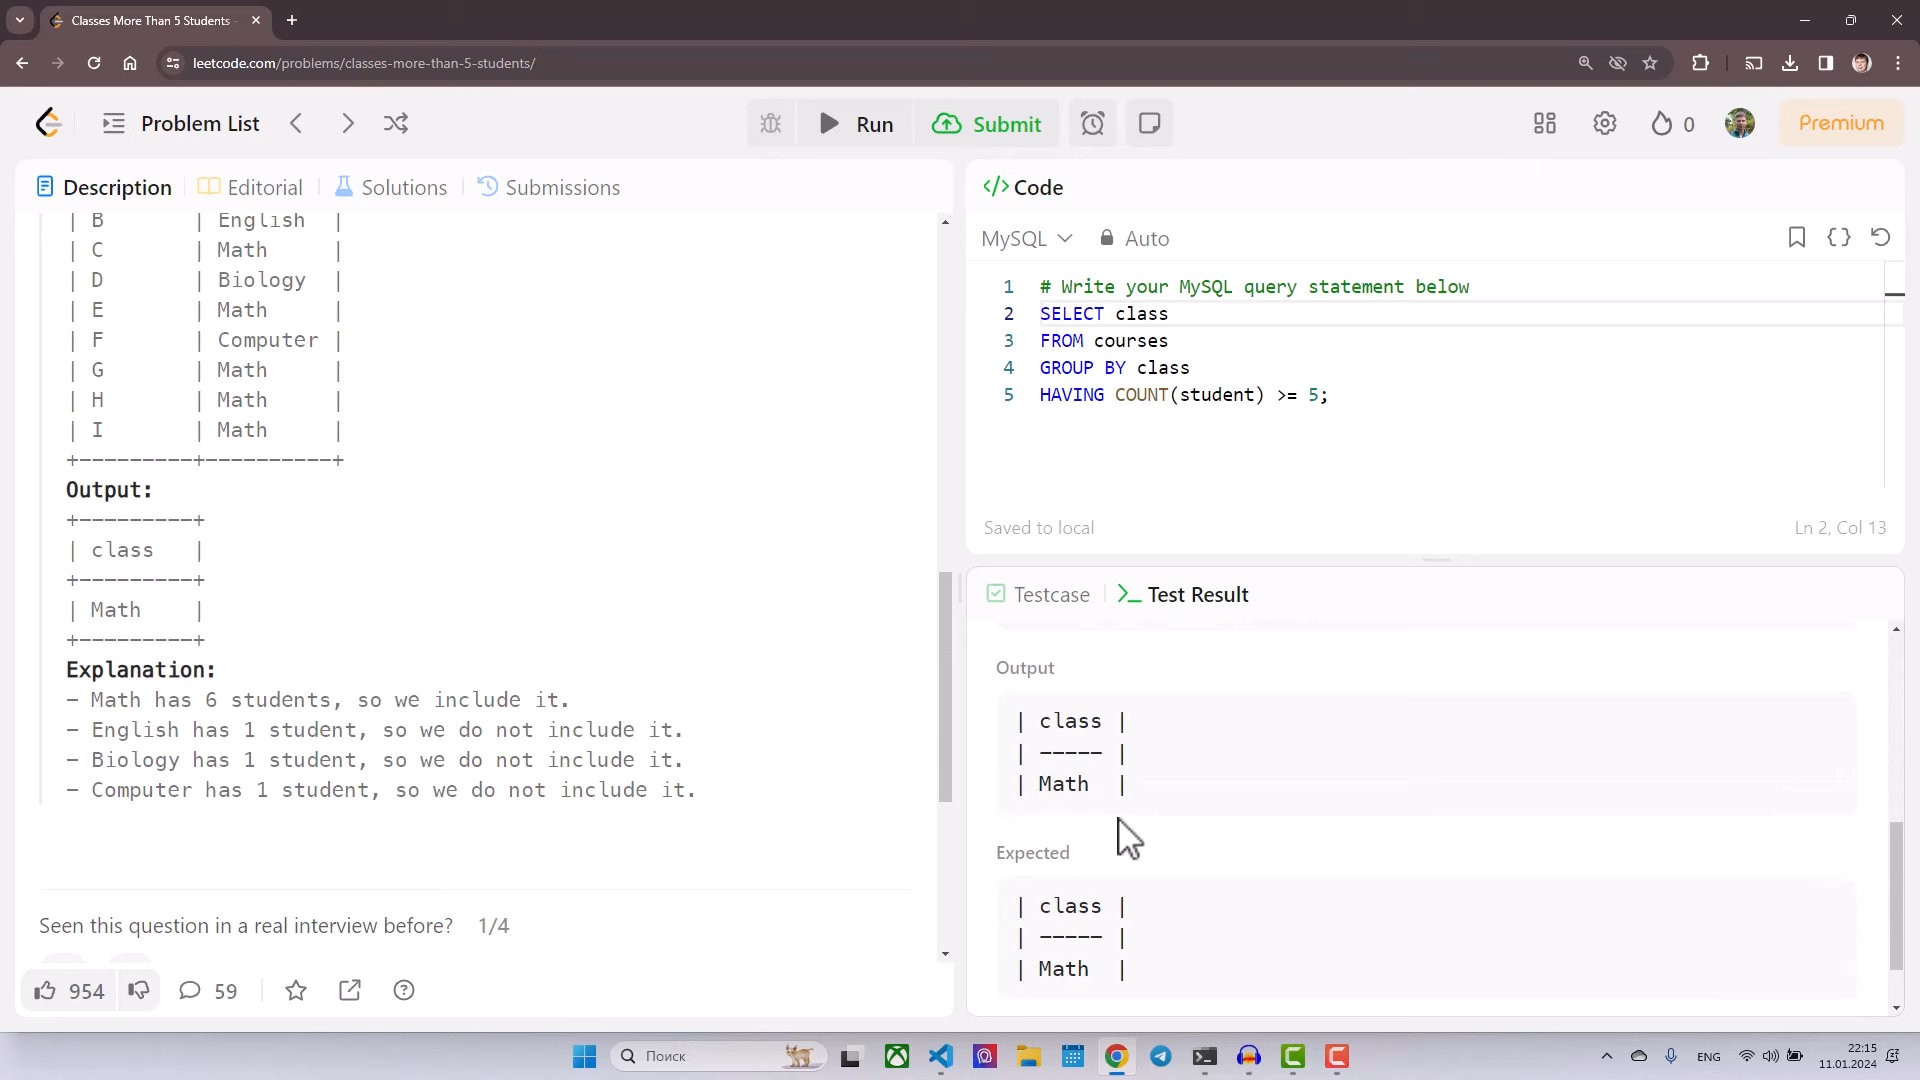 Classes More Than 5 Students -
leetcode.com/problems/classes-more-than-5-students/
Problem List
Run
Submit
0
Premium
Description
Editorial
Solutions
Submissions
| B | English |
| C | Math |
| D | Biology |
| E | Math |
| F | Computer |
| G | Math |
| H | Math |
| I | Math |
+---------+----------+
Output:
+---------+
| class |
+---------+
| Math |
+---------+
Explanation:
- Math has 6 students, so we include it.
- English has 1 student, so we do not include it.
- Biology has 1 student, so we do not include it.
- Computer has 1 student, so we do not include it.
Seen this question in a real interview before? 1/4
954
59
</> Code
MySQL
Auto
1 # Write your MySQL query statement below
2 SELECT class
3 FROM courses
4 GROUP BY class
5 HAVING COUNT(student) >= 5;
Saved to local
Ln 2, Col 13
Testcase
Test Result
Output
| class |
| ----- |
| Math |
Expected
| class |
| ----- |
| Math |
Поиск
ENG
22:15
11.01.2024